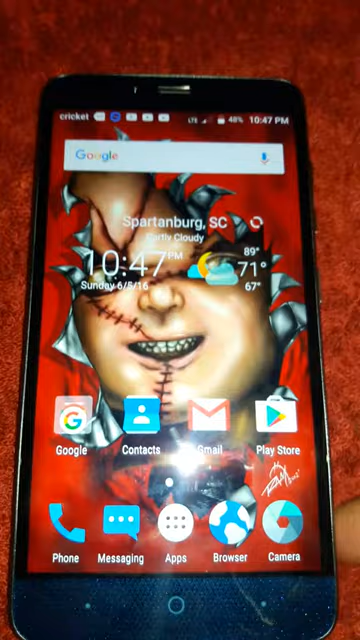 cricket LTE 48% 10:47 PM
Google
Spartanburg, SC
Partly Cloudy
10:47 PM
89°
71°
67°
Sunday 6/5/16
Google Contacts Gmail Play Store
Phone Messaging Apps Browser Camera